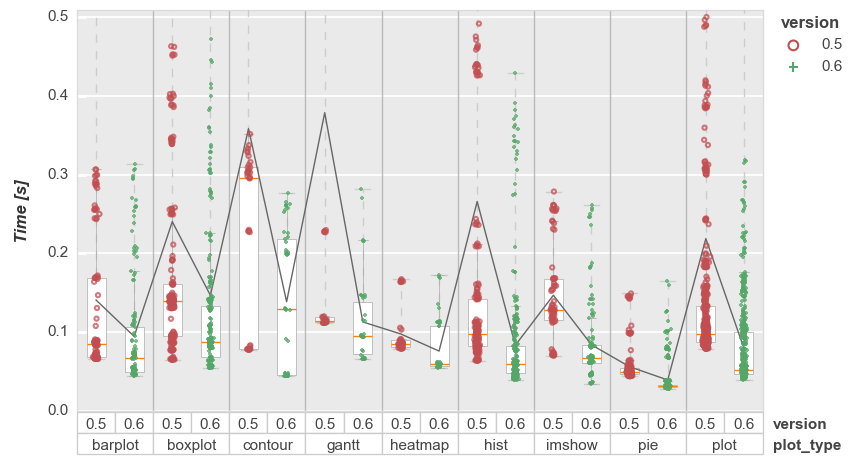 version
0.5
0.6
Time [s]
0.5
0.4
0.3
0.2
0.1
0.0
0.5 0.6 0.5 0.6 0.5 0.6 0.5 0.6 0.5 0.6 0.5 0.6 0.5 0.6 0.5 0.6 0.5 0.6 version
barplot boxplot contour gantt heatmap hist imshow pie plot plot_type